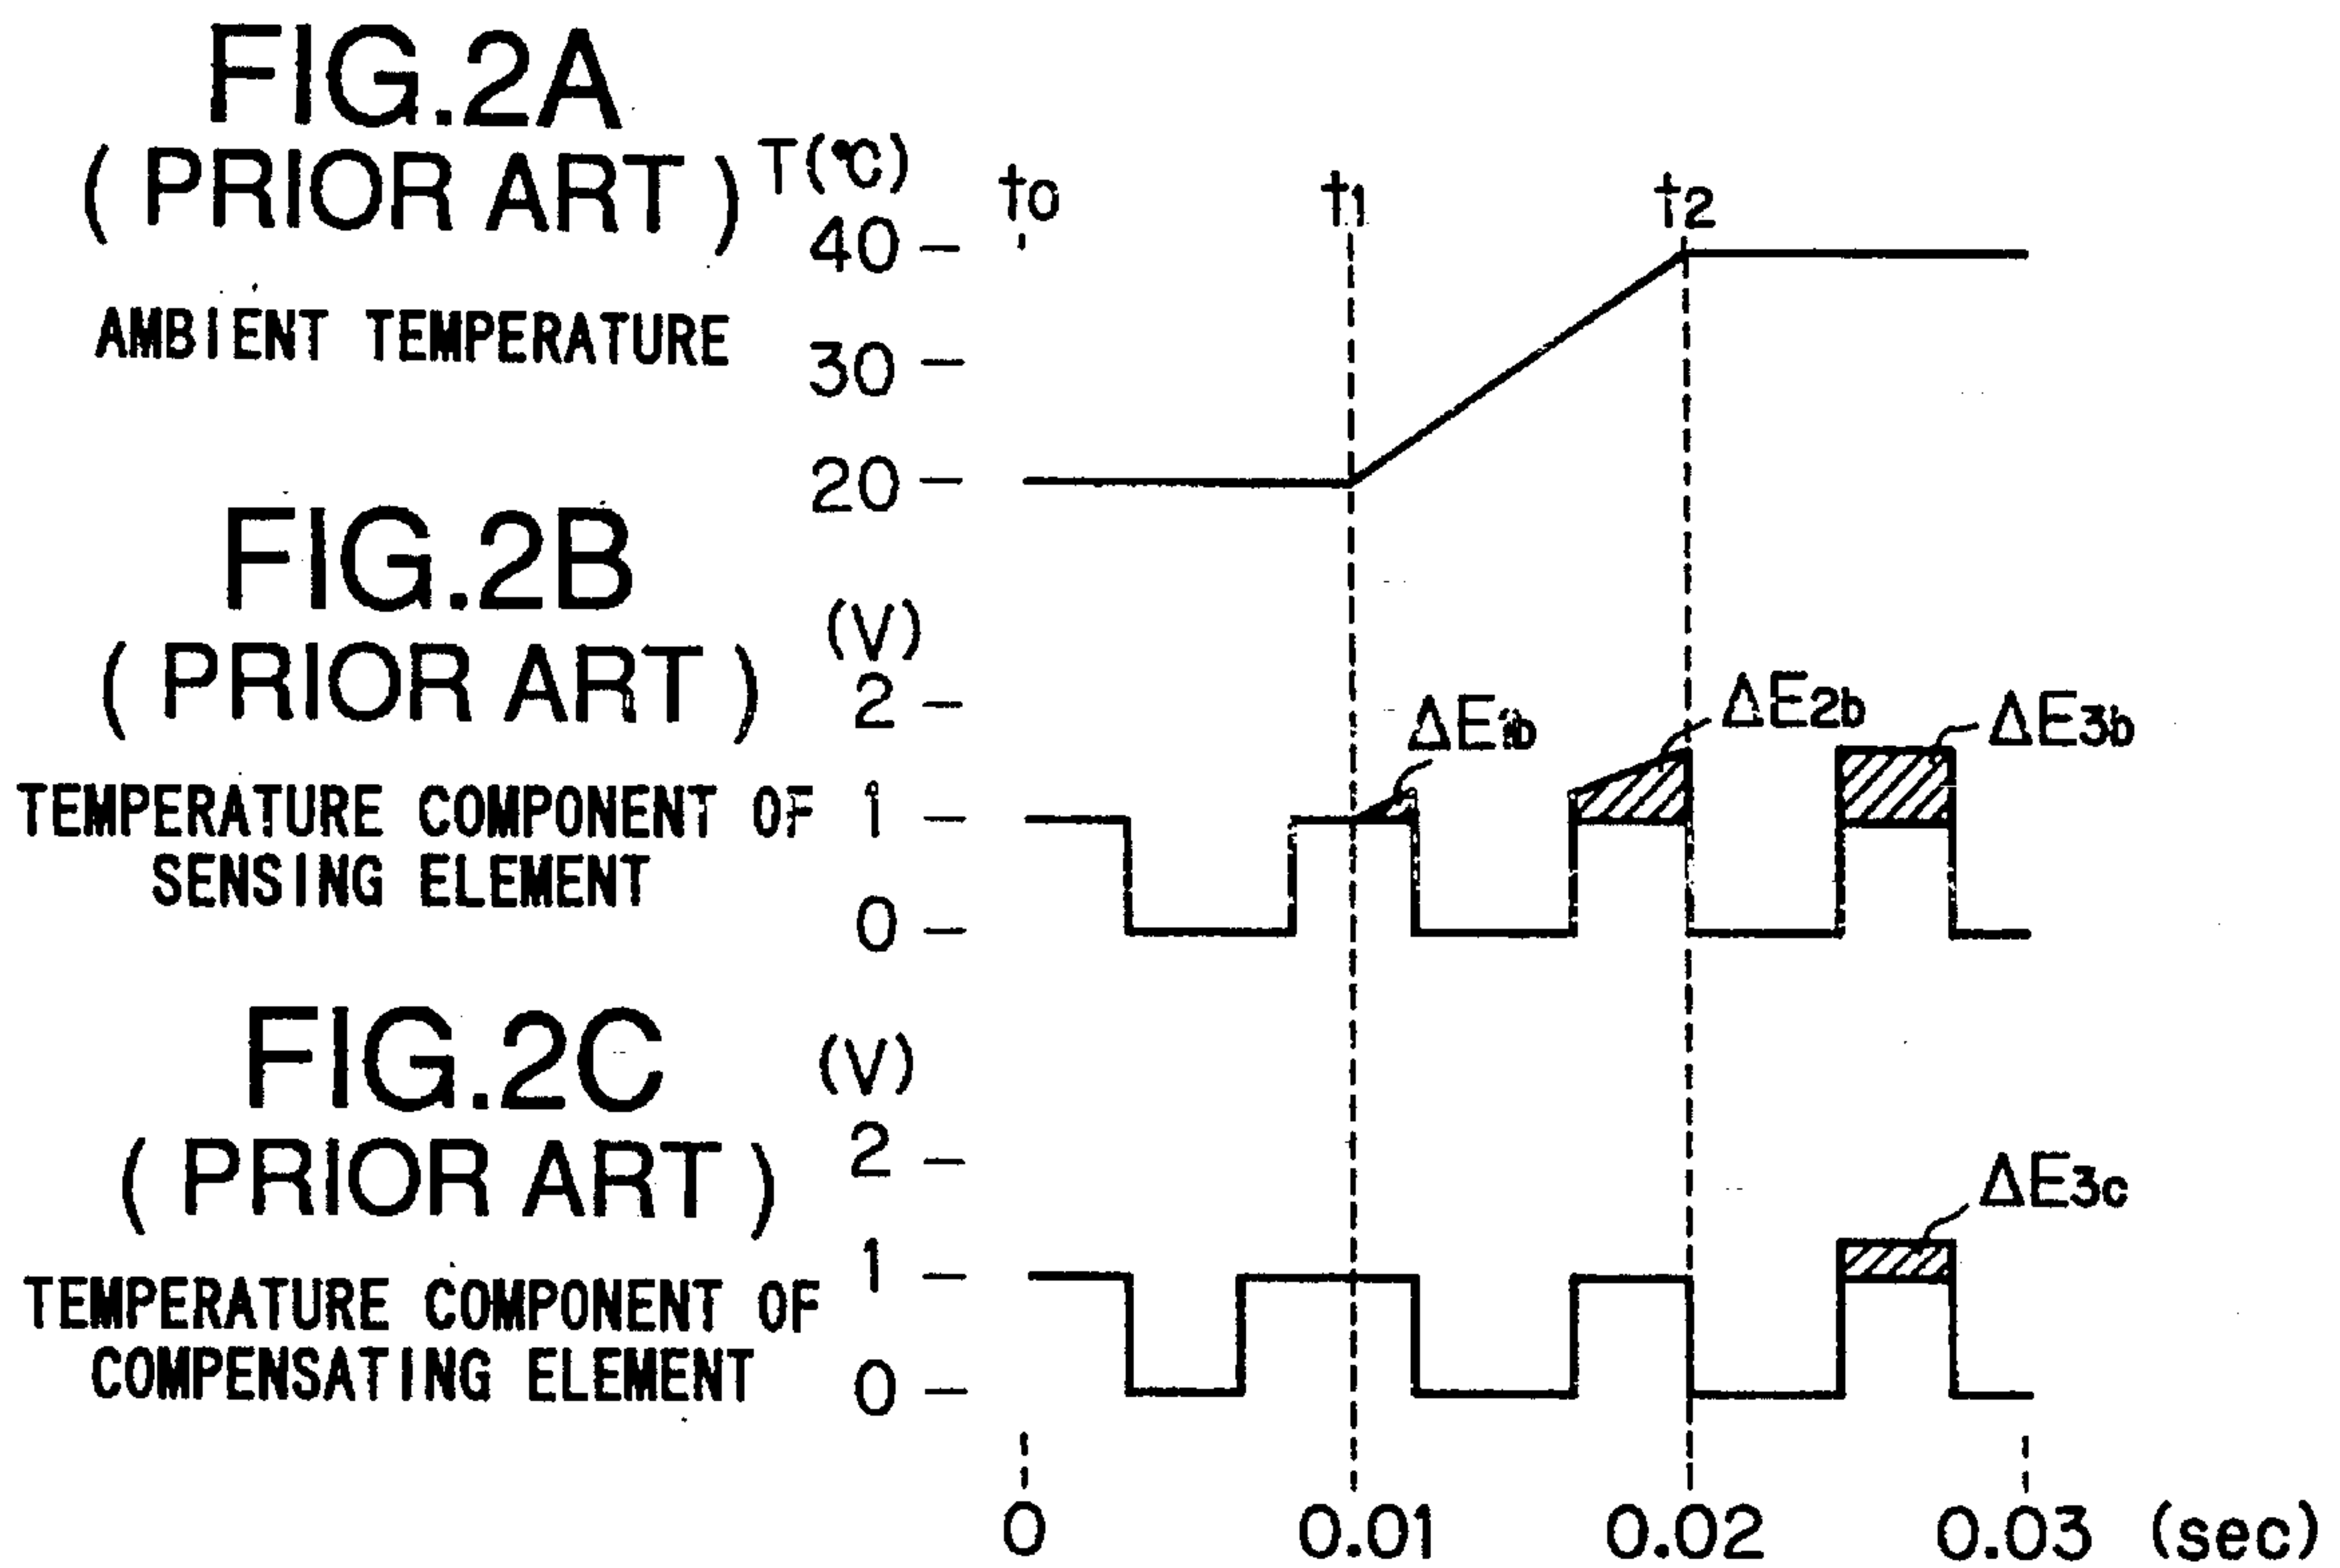 FIG.2A
( PRIOR ART )
AMBIENT TEMPERATURE
T(°C)
40
30
20
t0
t1
t2
FIG.2B
( PRIOR ART )
TEMPERATURE COMPONENT OF
SENSING ELEMENT
(V)
2
1
0
ΔE2b
ΔE3b
FIG.2C
( PRIOR ART )
TEMPERATURE COMPONENT OF
COMPENSATING ELEMENT
(V)
2
1
0
ΔE3c
0
0.01
0.02
0.03
(sec)